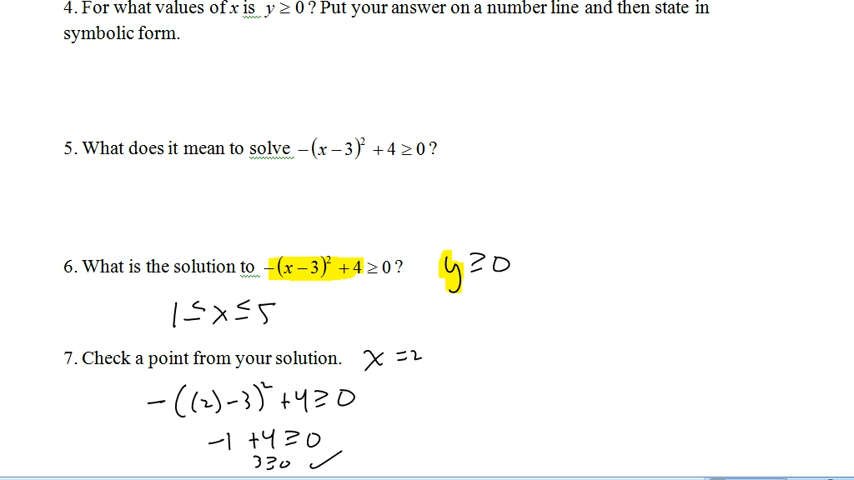 4. For what values of x is y ≥ 0 ? Put your answer on a number line and then state in
symbolic form.
5. What does it mean to solve −(x − 3)² + 4 ≥ 0 ?
6. What is the solution to −(x − 3)² + 4 ≥ 0 ? y ≥ 0
1 ≤ x ≤ 5
7. Check a point from your solution. x = 2
−((2) − 3)² + 4 ≥ 0
−1 + 4 ≥ 0
3 ≥ 0 ✓